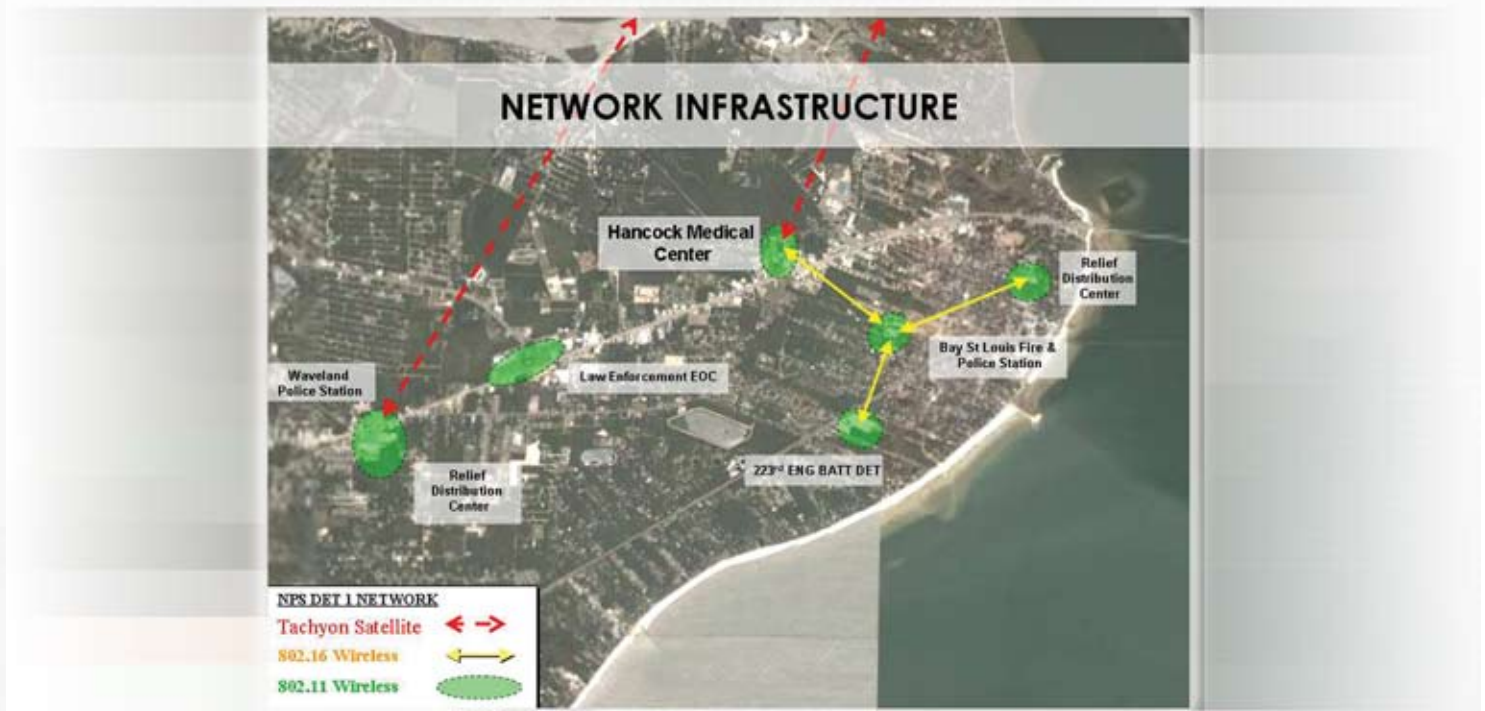 NETWORK INFRASTRUCTURE
Hancock Medical
Center
Relief
Distribution
Center
Bay St Louis Fire &
Police Station
Law Enforcement EOC
Waveland
Police Station
Relief
Distribution
Center
223rd ENG BATT DET
NPS DET 1 NETWORK
Tachyon Satellite
802.16 Wireless
802.11 Wireless